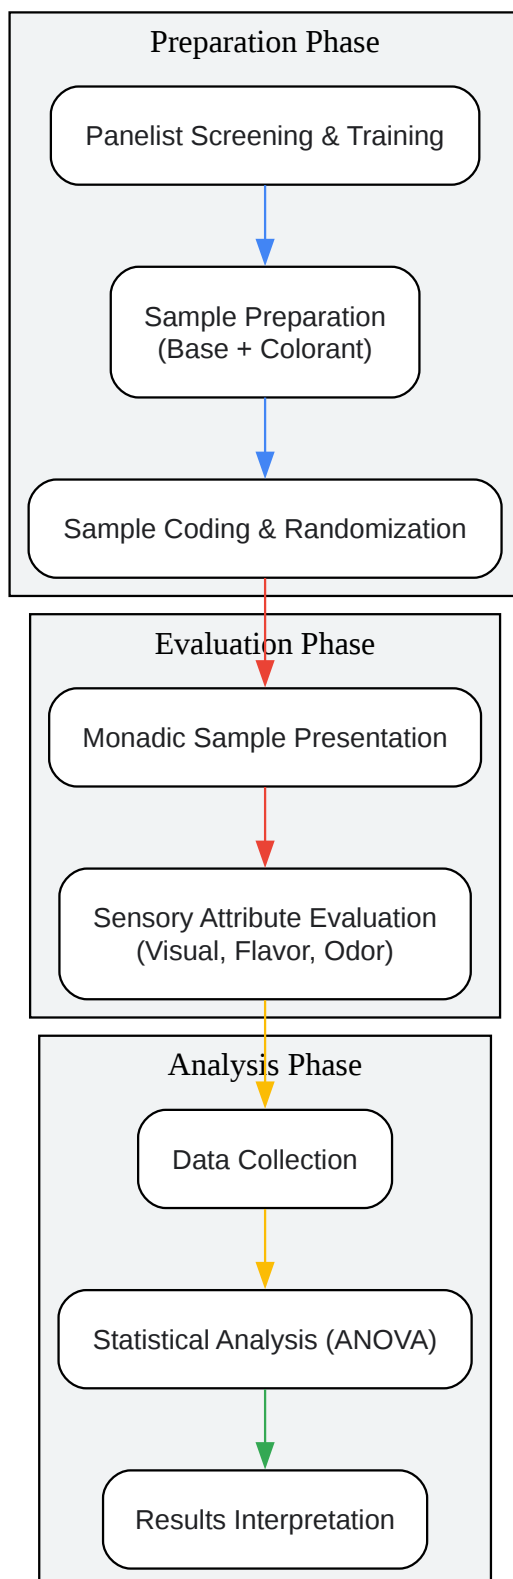 Preparation Phase
Panelist Screening & Training
Sample Preparation
(Base + Colorant)
Sample Coding & Randomization
Evaluation Phase
Monadic Sample Presentation
Sensory Attribute Evaluation
(Visual, Flavor, Odor)
Analysis Phase
Data Collection
Statistical Analysis (ANOVA)
Results Interpretation